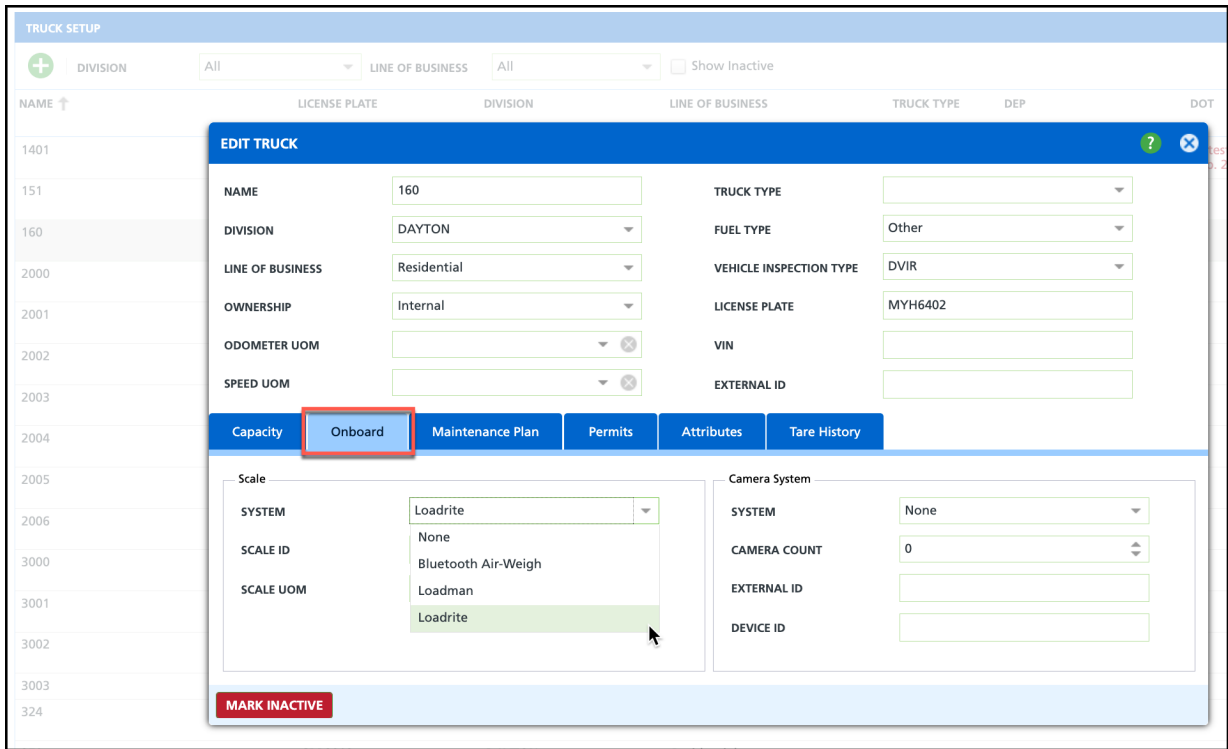 TRUCK SETUP
DIVISION All LINE OF BUSINESS All Show Inactive
NAME LICENSE PLATE DIVISION LINE OF BUSINESS TRUCK TYPE DEP DOT
1401
151
160
2000
2001
2002
2003
2004
2005
2006
3000
3001
3002
3003
324
EDIT TRUCK ?
NAME 160 TRUCK TYPE
DIVISION DAYTON FUEL TYPE Other
LINE OF BUSINESS Residential VEHICLE INSPECTION TYPE DVIR
OWNERSHIP Internal LICENSE PLATE MYH6402
ODOMETER UOM VIN
SPEED UOM EXTERNAL ID
Capacity Onboard Maintenance Plan Permits Attributes Tare History
Scale
SYSTEM Loadrite
None
Bluetooth Air-Weigh
Loadman
Loadrite
SCALE ID
SCALE UOM
Camera System
SYSTEM None
CAMERA COUNT 0
EXTERNAL ID
DEVICE ID
MARK INACTIVE